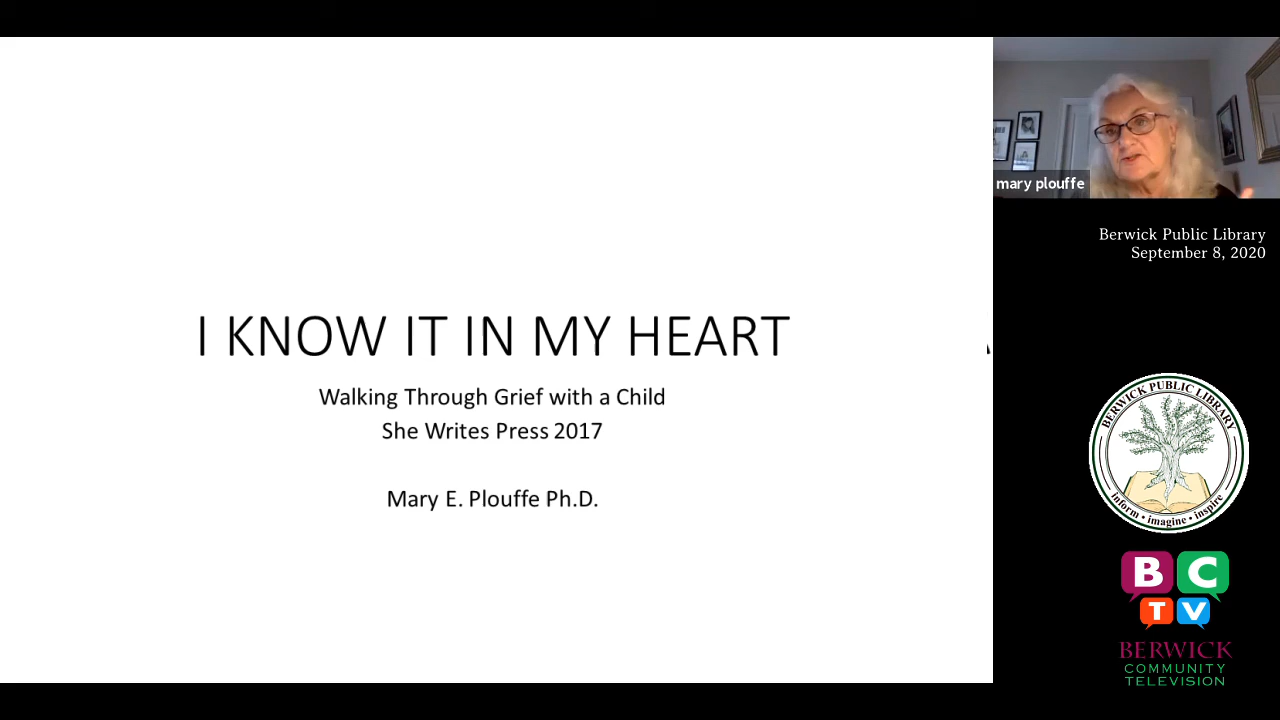 I KNOW IT IN MY HEART
Walking Through Grief with a Child
She Writes Press 2017
Mary E. Plouffe Ph.D.
mary plouffe
Berwick Public Library
September 8, 2020
BERWICK PUBLIC LIBRARY
inform • imagine • inspire
B C
T V
BERWICK
COMMUNITY
TELEVISION